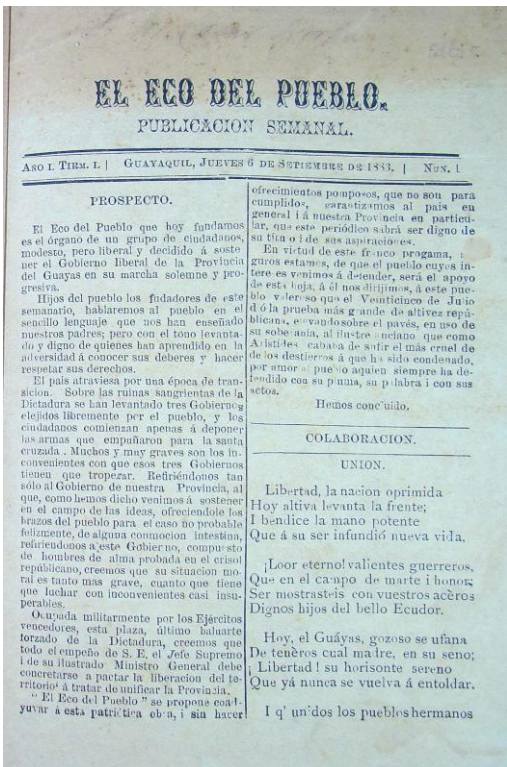 EL ECO DEL PUEBLO.
PUBLICACION SEMANAL.
AÑO I. TIRM. I. | GUAYAQUIL, JUEVES 6 DE SETIEMBRE DE 1883. | NUN. 1
PROSPECTO.
El Eco del Pueblo que hoy fundamos
es el órgano de un grupo de ciudadanos,
modesto, pero liberal y decidido á soste
ner el Gobierno liberal de la Provincia
del Guayas en su marcha solemne y pro-
gresiva.
Hijos del pueblo los fudadores de este
semanario, hablaremos al pueblo en el
sencillo lenguaje que nos han enseñado
nuestros padres; pero con el tono levanta-
do y digno de quienes han aprendido en la
adversidad á conocer sus deberes y hacer
respetar sus derechos.
El pais atraviesa por una época de tran-
sicion. Sobre las ruinas sangrientas de la
Dictadura se han levantado tres Gobiernos
elejidos libremente por el pueblo, y los
ciudadanos comienzan apenas á deponer
las armas que empuñaron para la santa
cruzada . Muchos y muy graves son los in-
convenientes con que esos tres Gobiernos
tienen que troperar. Refiriéndonos tan
sólo al Gobierno de nuestra Provincia, al
que, como hemos dicho venimos á sostener
en el campo de las ideas, ofreciendole los
brazos del pueblo para el caso no probable
felizmente, de alguna conmocion intestina,
refiriendonos a este Gobierno, compuesto
de hombres de alma probada en el crisol
républicano, creemos que su situacion mo-
ral es tanto mas grave, cuanto que tiene
que luchar con inconvenientes casi insu-
perables.
Ocupada militarmente por los Ejércitos
vencedores, esta plaza, último baluarte
forzado de la Dictadura, creemos que
todo el empeño de S. E. el Jefe Supremo
i de su ilustrado Ministro General debe
concretarse a pactar la liberacion del te-
rritorio á tratar de unificar la Provincia.
" El Eco del Pueblo " se propone coad-
yuvar á esta patriótica obra, i sin hacer
ofrecimientos pomposos, que no son para
cumplidos, garantizamos al pais en
general i á nuestra Provincia en particu-
lar, que este periódico sabrá ser digno de
su titu o i de sus aspiraciones.
En virtud de este franco progama,
guros estamos, de que el pueblo cuyos in-
tere es venimos á defender, será el apoyo
de esta hoja, á él nos dirijimos, á este pue-
blo valeroso que el Veinticinco de Julio
dó la prueba más grande de altivez repú-
blicana, elevando sobre el pavés, en uso de
su soberania, al ilustre anciano que como
Aristides acababa de sufrir el más cruel de
de los destierros á que ha sido condenado,
por amor al pueblo aquien siempre ha de-
fendido con su pluma, su palabra i con sus
actos.
Hemos concluido.
COLABORACION.
UNION.
Libertad, la nacion oprimida
Hoy altiva levanta la frente;
I bendice la mano potente
Que á su ser infundió nueva vida.
¡Loor eterno! valientes guerreros,
Que en el campo de marte i honor
Ser mostrasteis con vuestros acèros
Dignos hijos del bello Ecudor.
Hoy, el Guáyas, gozoso se ufana
De tenèros cual madre, en su seno;
¡ Libertad ! su horisonte sereno
Que yá nunca se vuelva á entoldar.
I q' unidos los pueblos hermanos